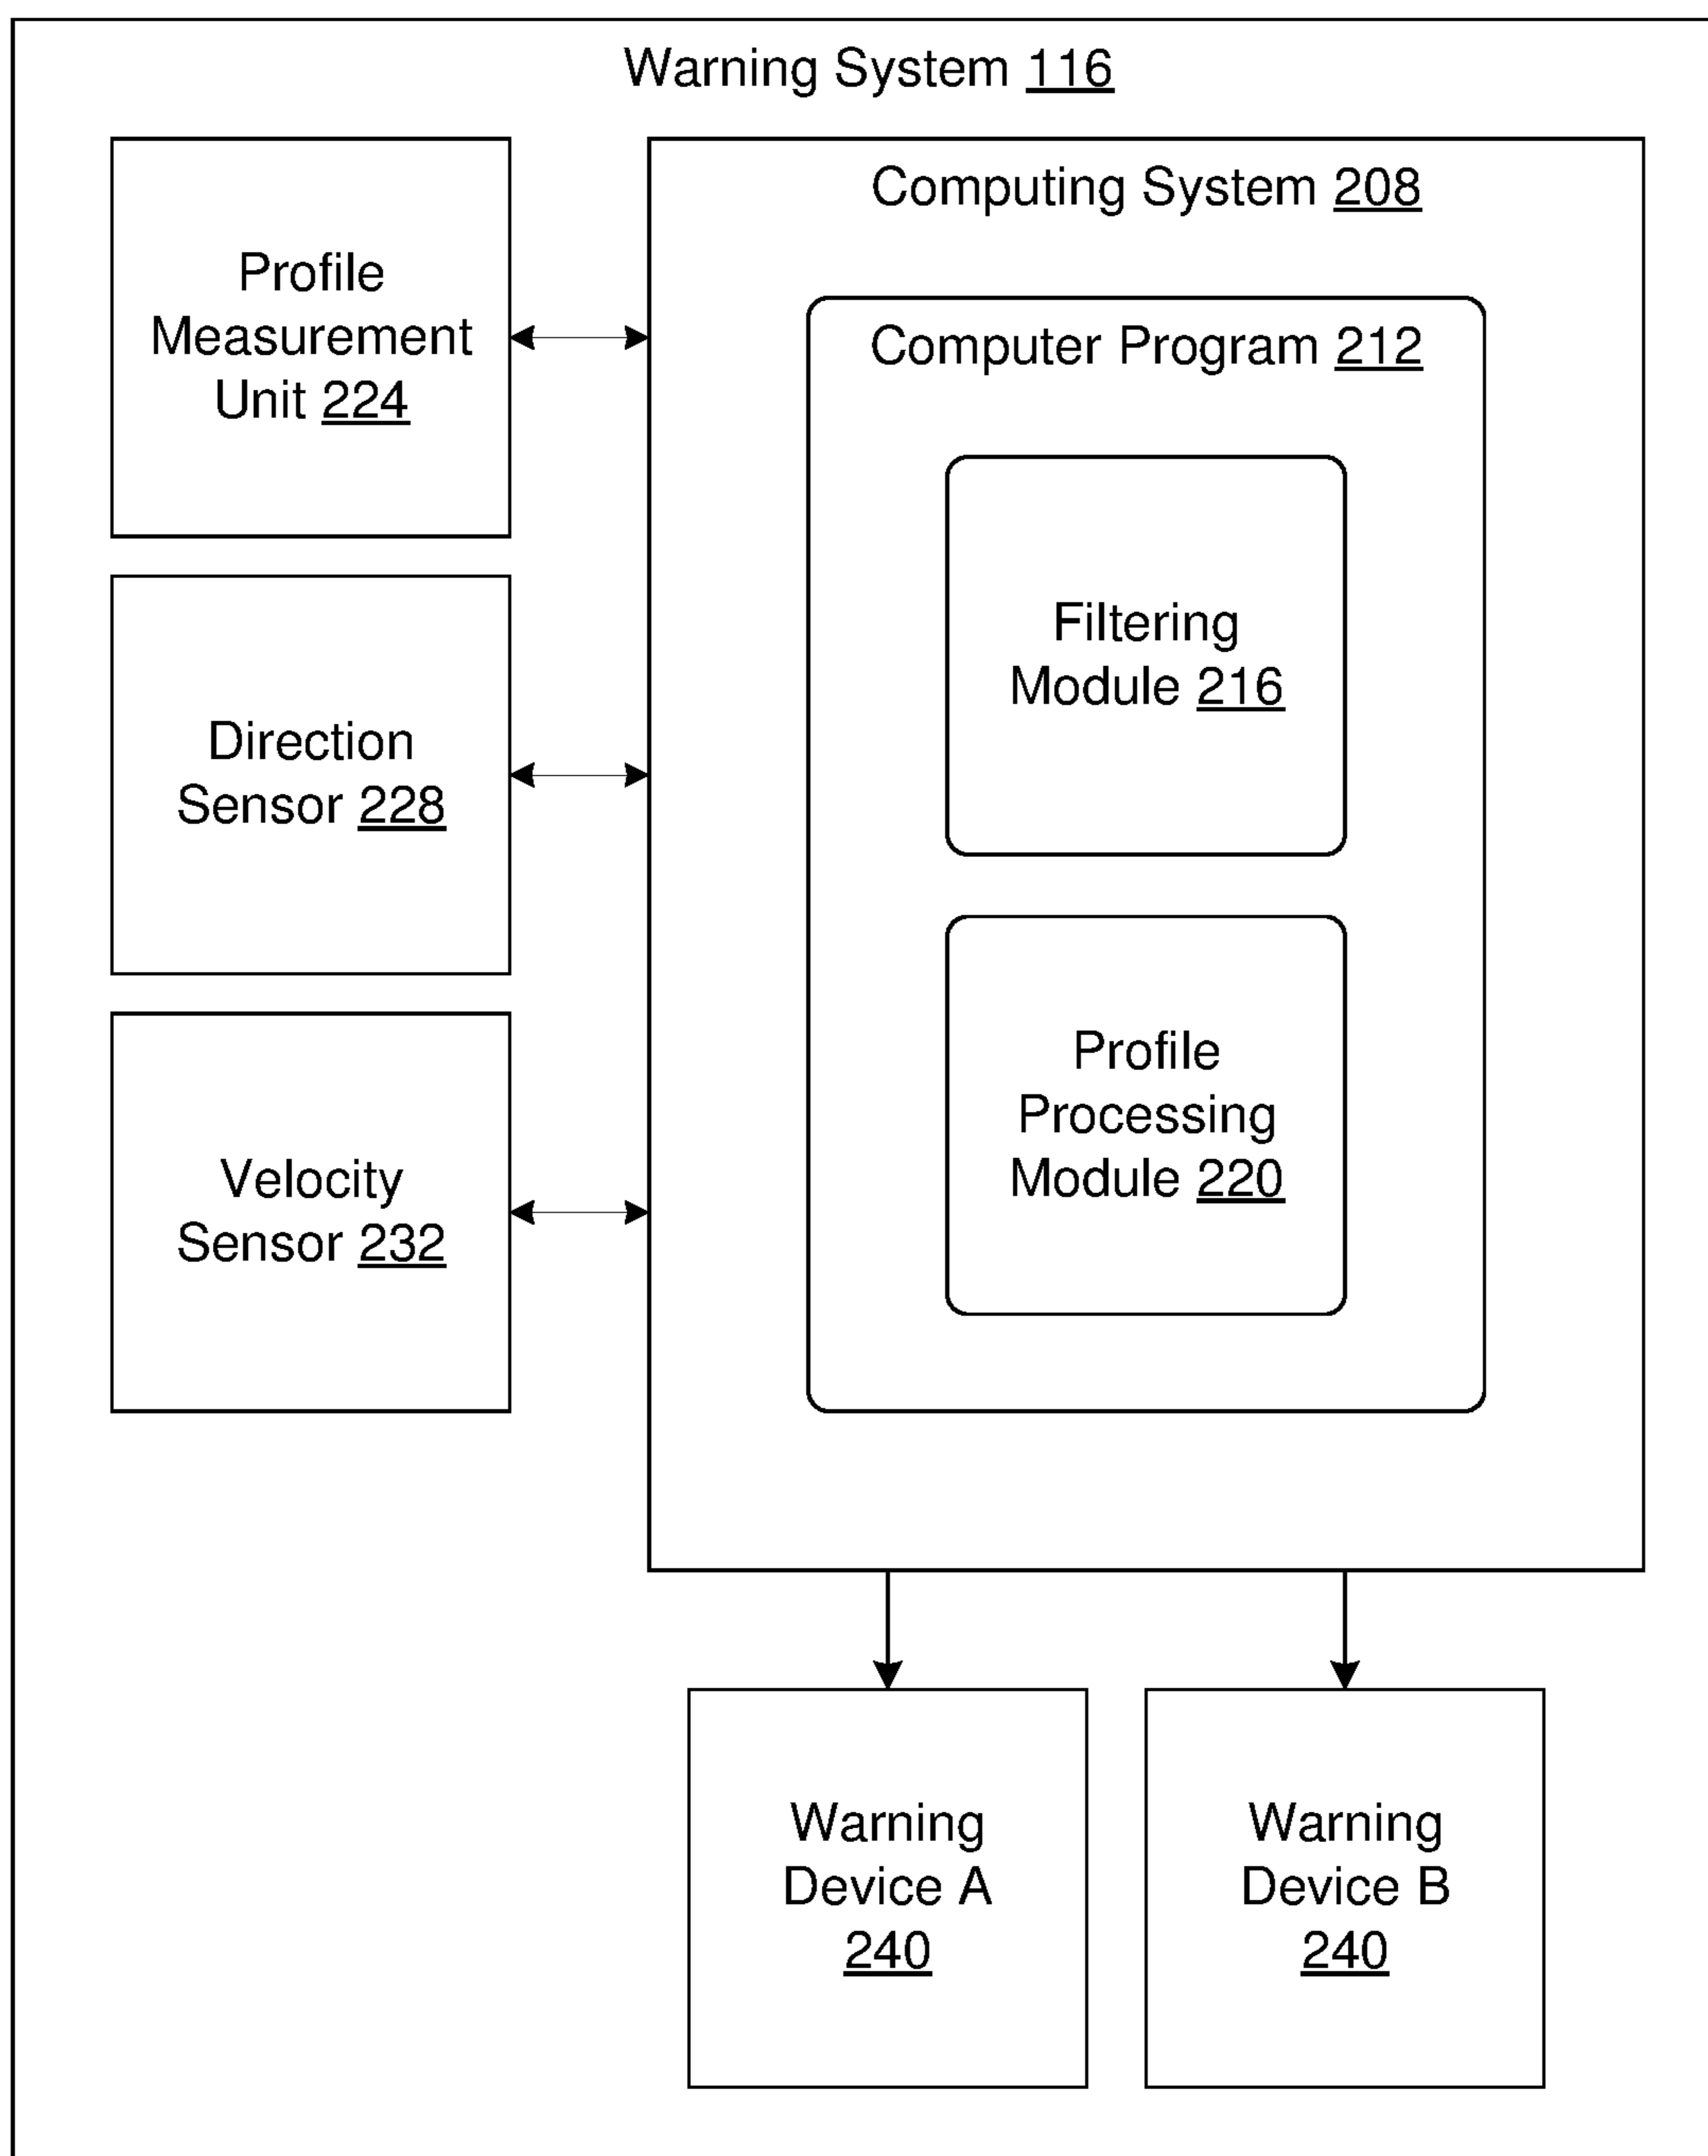 Warning System 116
Profile
Measurement
Unit 224
Direction
Sensor 228
Velocity
Sensor 232
Computing System 208
Computer Program 212
Filtering
Module 216
Profile
Processing
Module 220
Warning
Device A
240
Warning
Device B
240